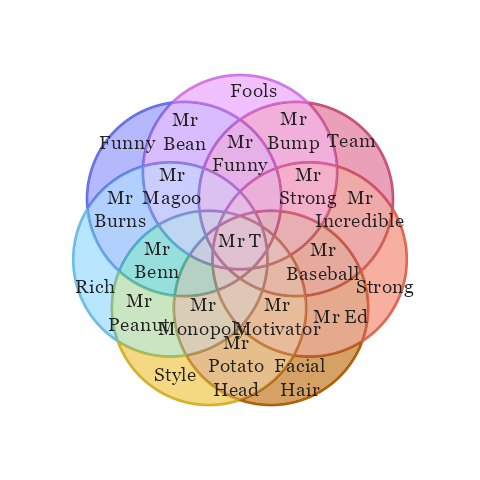 Fools
Mr
Bean
Mr
Bump
Funny
Mr
Funny
Team
Mr
Magoo
Mr
Strong
Mr
Burns
Mr
Incredible
Mr T
Mr
Benn
Mr
Baseball
Rich
Strong
Mr
Peanut
Mr
Monopoly
Mr
Motivator
Mr Ed
Mr
Potato
Head
Style
Facial
Hair